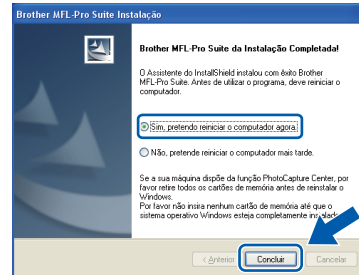 Brother MFL-Pro Suite Instalação
Brother MFL-Pro Suite da Instalação Completada!
O Assistente do InstallShield instalou com êxito Brother
MFL-Pro Suite. Antes de utilizar o programa, deve reiniciar o
computador.
Sim, pretendo reiniciar o computador agora.
Não, pretende reiniciar o computador mais tarde.
Se a sua máquina dispõe da função PhotoCapture Center, por
favor retire todos os cartões de memória antes de reinstalar o
Windows.
Por favor não insira nenhum cartão de memória até que o
sistema operativo Windows esteja completamente instalado.
< Anterior
Concluir
Cancelar